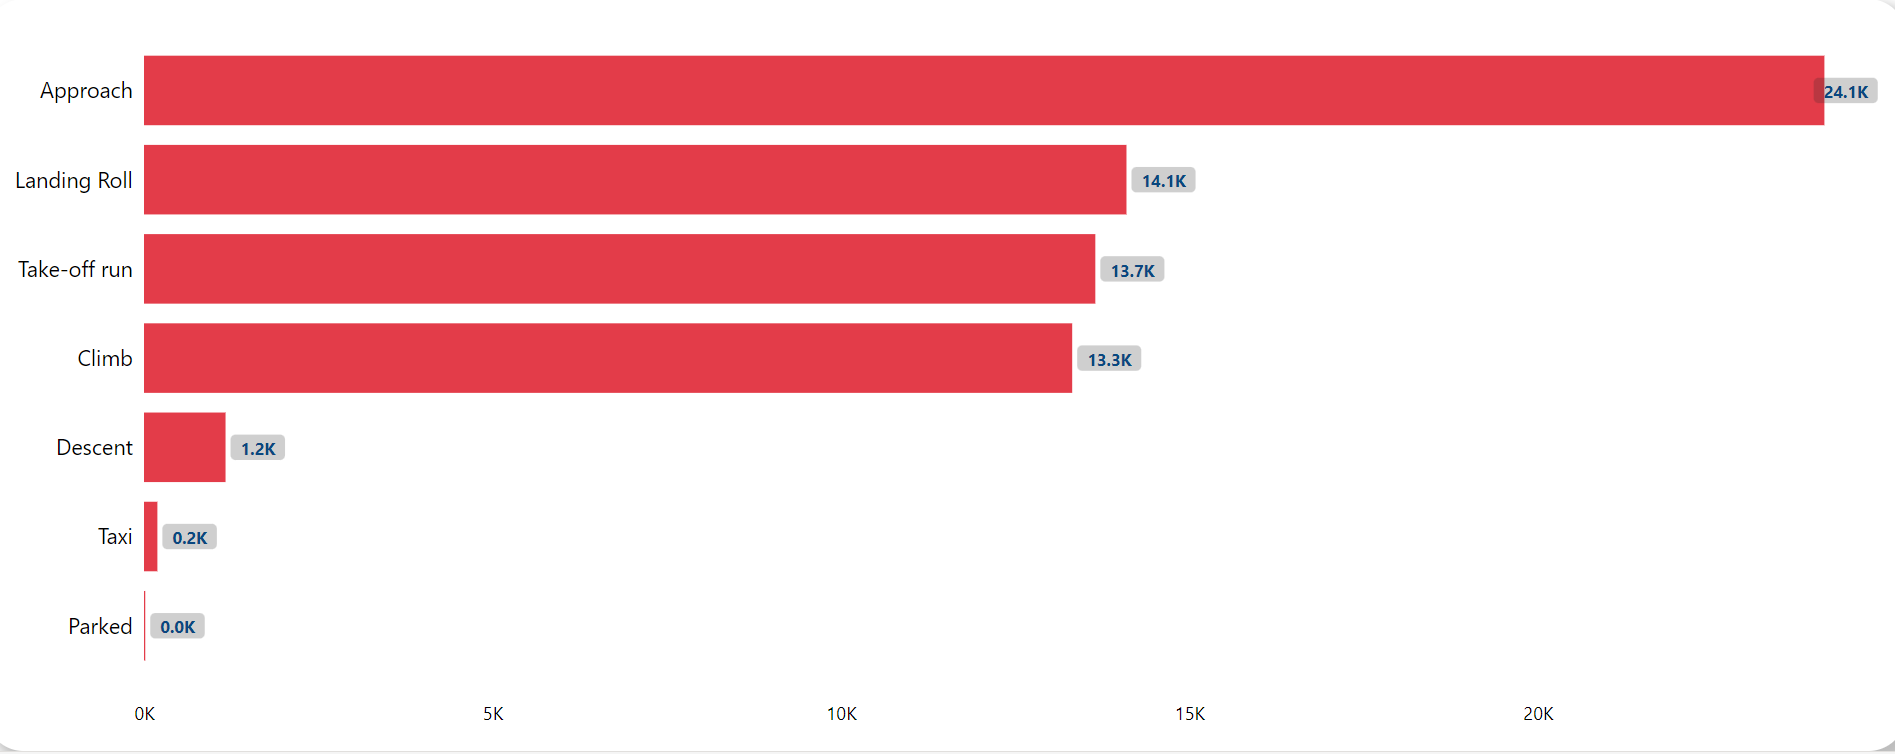 Approach 24.1K
Landing Roll 14.1K
Take-off run 13.7K
Climb 13.3K
Descent 1.2K
Taxi 0.2K
Parked 0.0K
0K 5K 10K 15K 20K